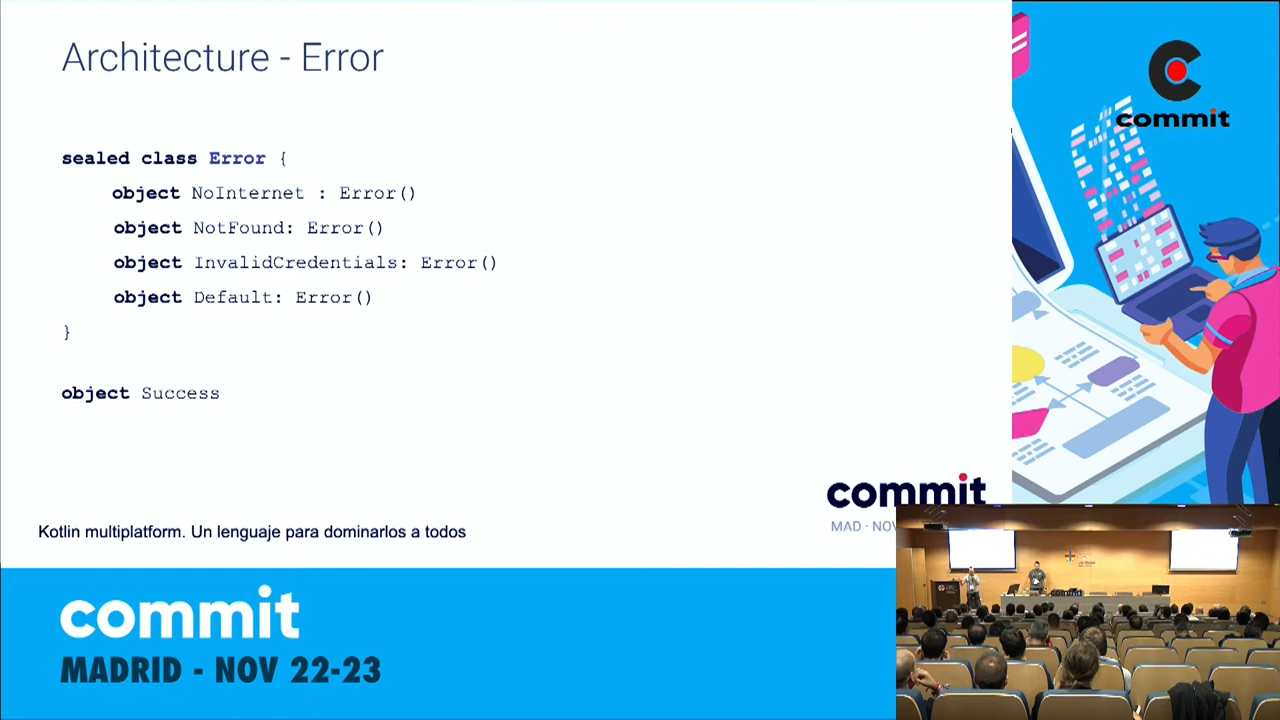 Architecture - Error
sealed class Error {
object NoInternet : Error()
object NotFound: Error()
object InvalidCredentials: Error()
object Default: Error()
}
object Success
commit
MAD · NOV
Kotlin multiplatform. Un lenguaje para dominarlos a todos
commit
commit
MADRID - NOV 22-23